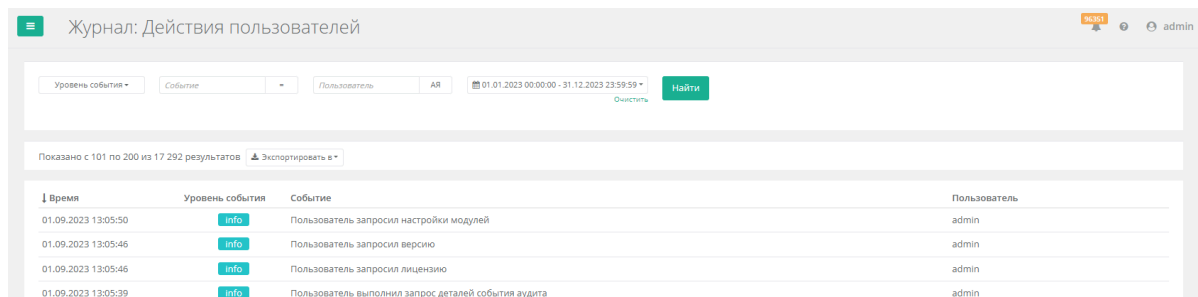 Журнал: Действия пользователей
96351
admin
Уровень события
Событие
=
Пользователь
АЯ
01.01.2023 00:00:00 - 31.12.2023 23:59:59
Найти
Очистить
Показано с 101 по 200 из 17 292 результатов
Экспортировать в
Время Уровень события Событие Пользователь
01.09.2023 13:05:50 info Пользователь запросил настройки модулей admin
01.09.2023 13:05:46 info Пользователь запросил версию admin
01.09.2023 13:05:46 info Пользователь запросил лицензию admin
01.09.2023 13:05:39 info Пользователь выполнил запрос деталей события аудита admin